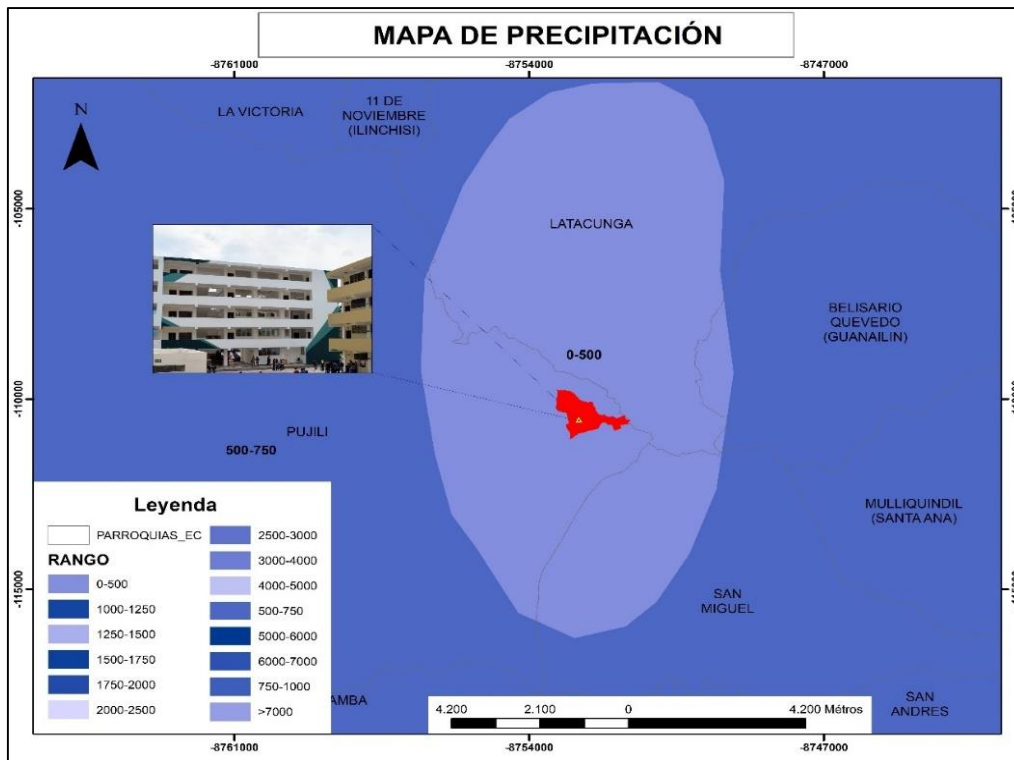 MAPA DE PRECIPITACIÓN
-8761000
-8754000
-8747000
N
LA VICTORIA
11 DE
NOVIEMBRE
(ILINCHISI)
-105000
LATACUNGA
BELISARIO
QUEVEDO
(GUANAILIN)
0-500
-110000
PUJILI
500-750
MULLIQUINDIL
(SANTA ANA)
SAN
MIGUEL
-115000
SAN
ANDRES
AMBA
Leyenda
PARROQUIAS_EC
RANGO
0-500
1000-1250
1250-1500
1500-1750
1750-2000
2000-2500
2500-3000
3000-4000
4000-5000
500-750
5000-6000
6000-7000
750-1000
>7000
4.200 2.100 0 4.200 Métros
-8761000
-8754000
-8747000